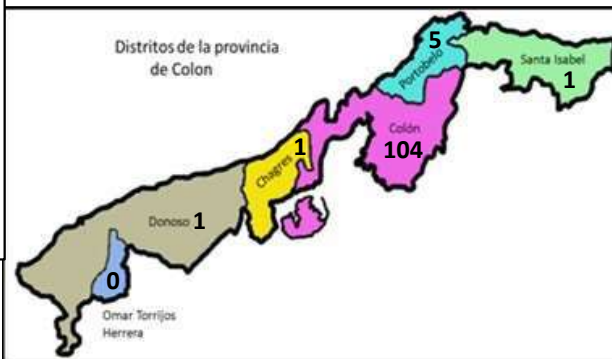 Distritos de la provincia
de Colon
5
Portobelo
Santa Isabel
1
Colón
104
1
Chagres
Donoso 1
0
Omar Torrijos
Herrera